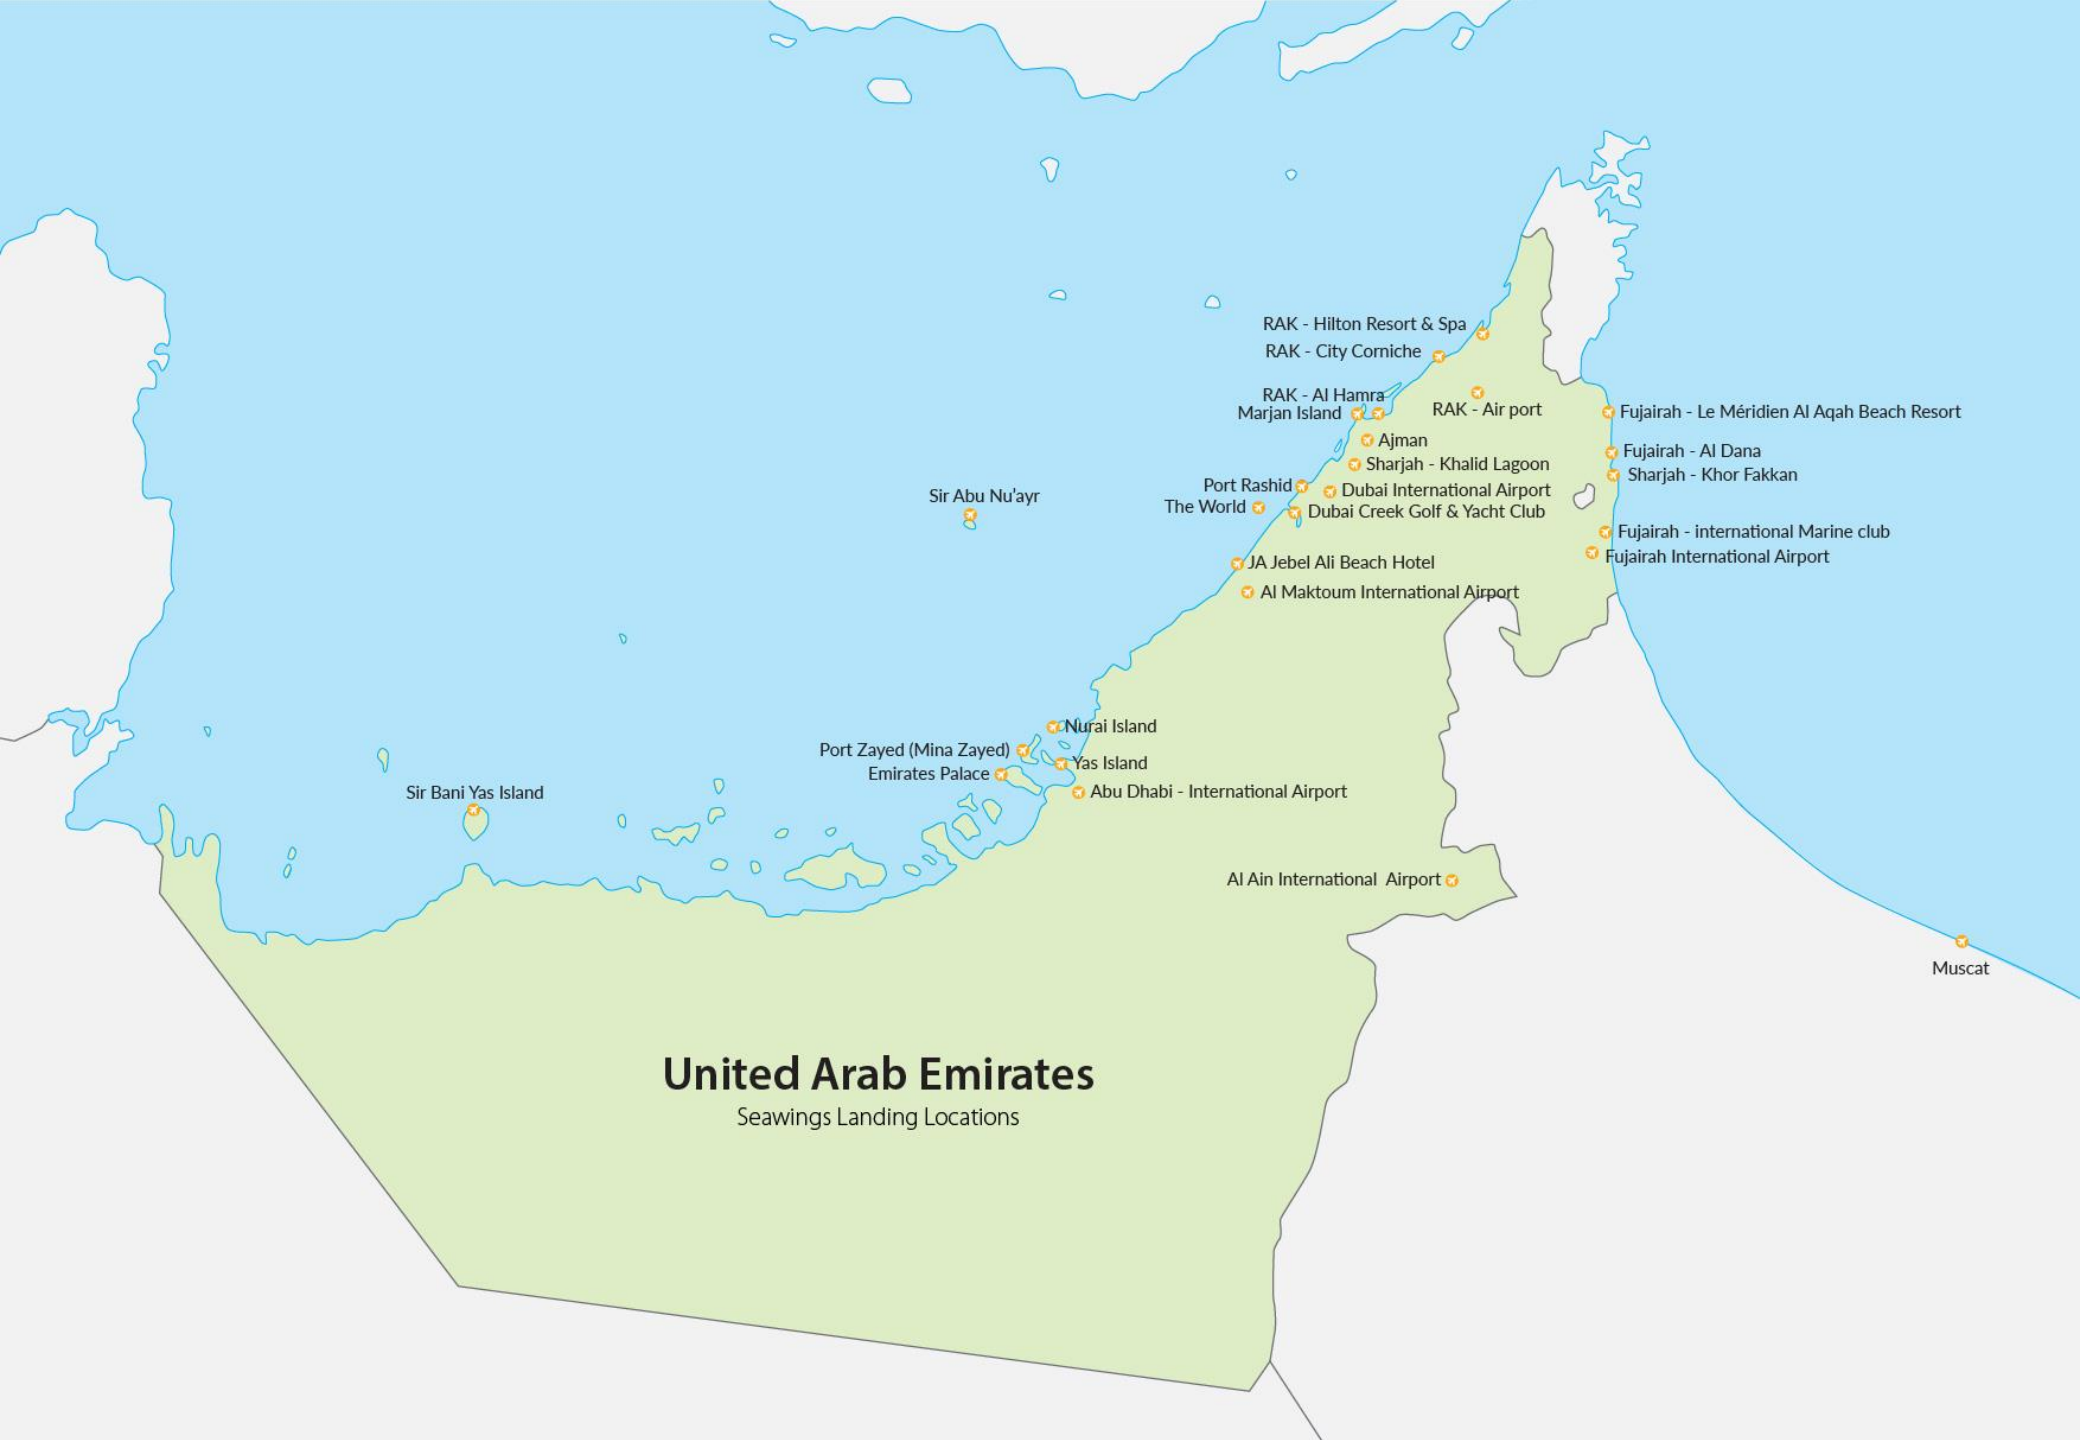 RAK - Hilton Resort & Spa
RAK - City Corniche
RAK - Al Hamra
Marjan Island
RAK - Air port
Fujairah - Le Méridien Al Aqah Beach Resort
Ajman
Fujairah - Al Dana
Sharjah - Khalid Lagoon
Sharjah - Khor Fakkan
Port Rashid
Dubai International Airport
Sir Abu Nu'ayr
The World
Dubai Creek Golf & Yacht Club
Fujairah - international Marine club
Fujairah International Airport
JA Jebel Ali Beach Hotel
Al Maktoum International Airport
Nurai Island
Port Zayed (Mina Zayed)
Yas Island
Emirates Palace
Sir Bani Yas Island
Abu Dhabi - International Airport
Al Ain International Airport
Muscat
United Arab Emirates
Seawings Landing Locations